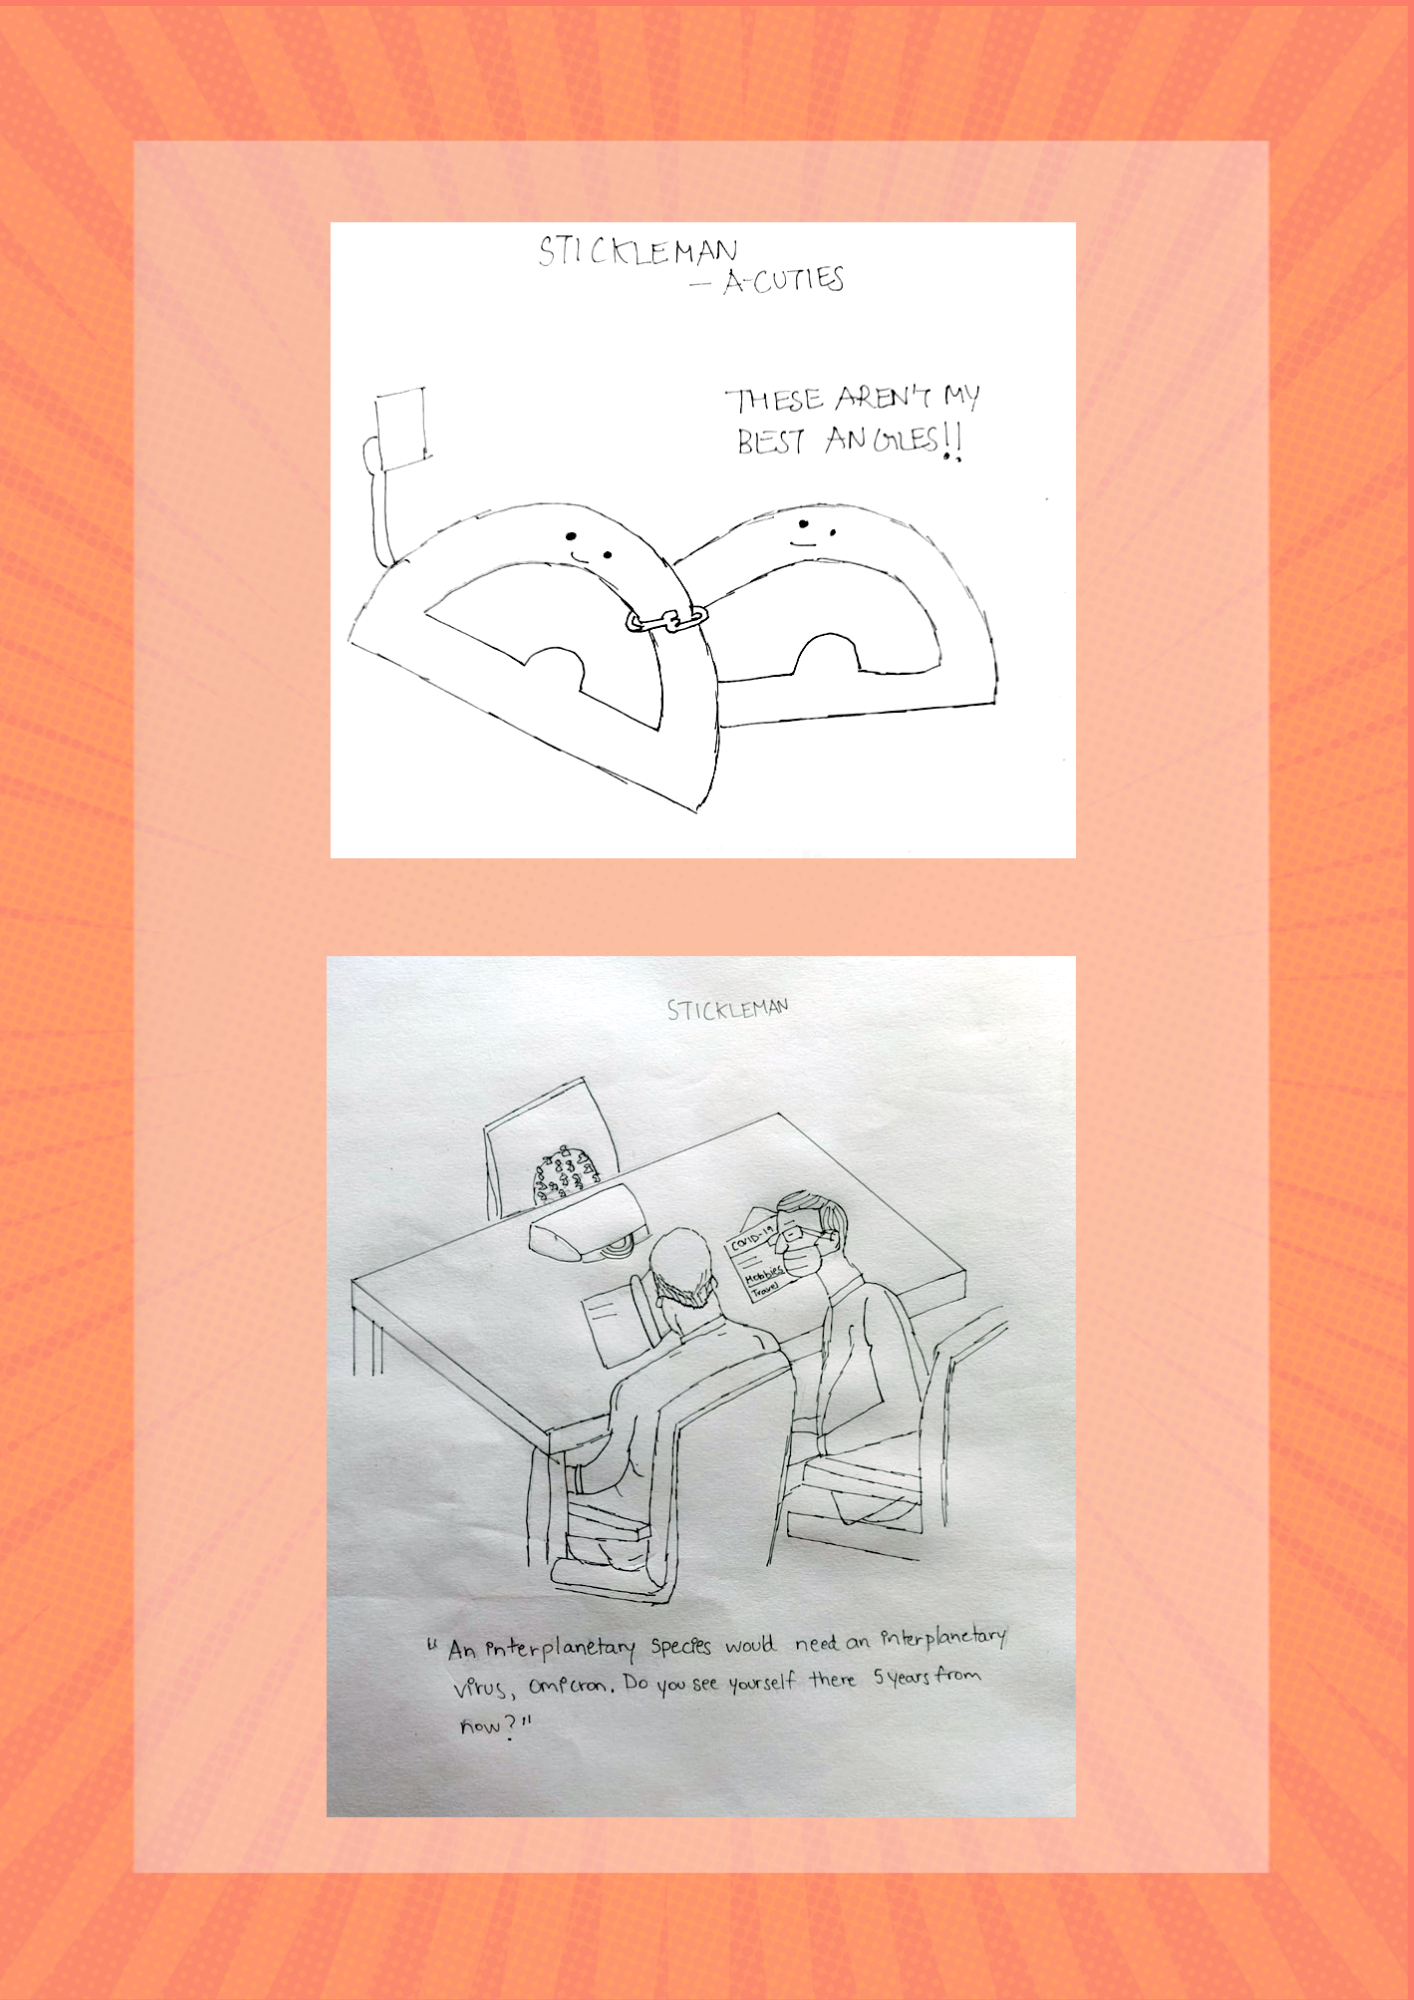 STICKLEMAN
— A-CUTIES
THESE AREN'T MY
BEST ANGLES!!
STICKLEMAN
COVID-19
Hobbies
Travel
" An interplanetary species would need an interplanetary
virus, omicron. Do you see yourself there 5 years from
now?"